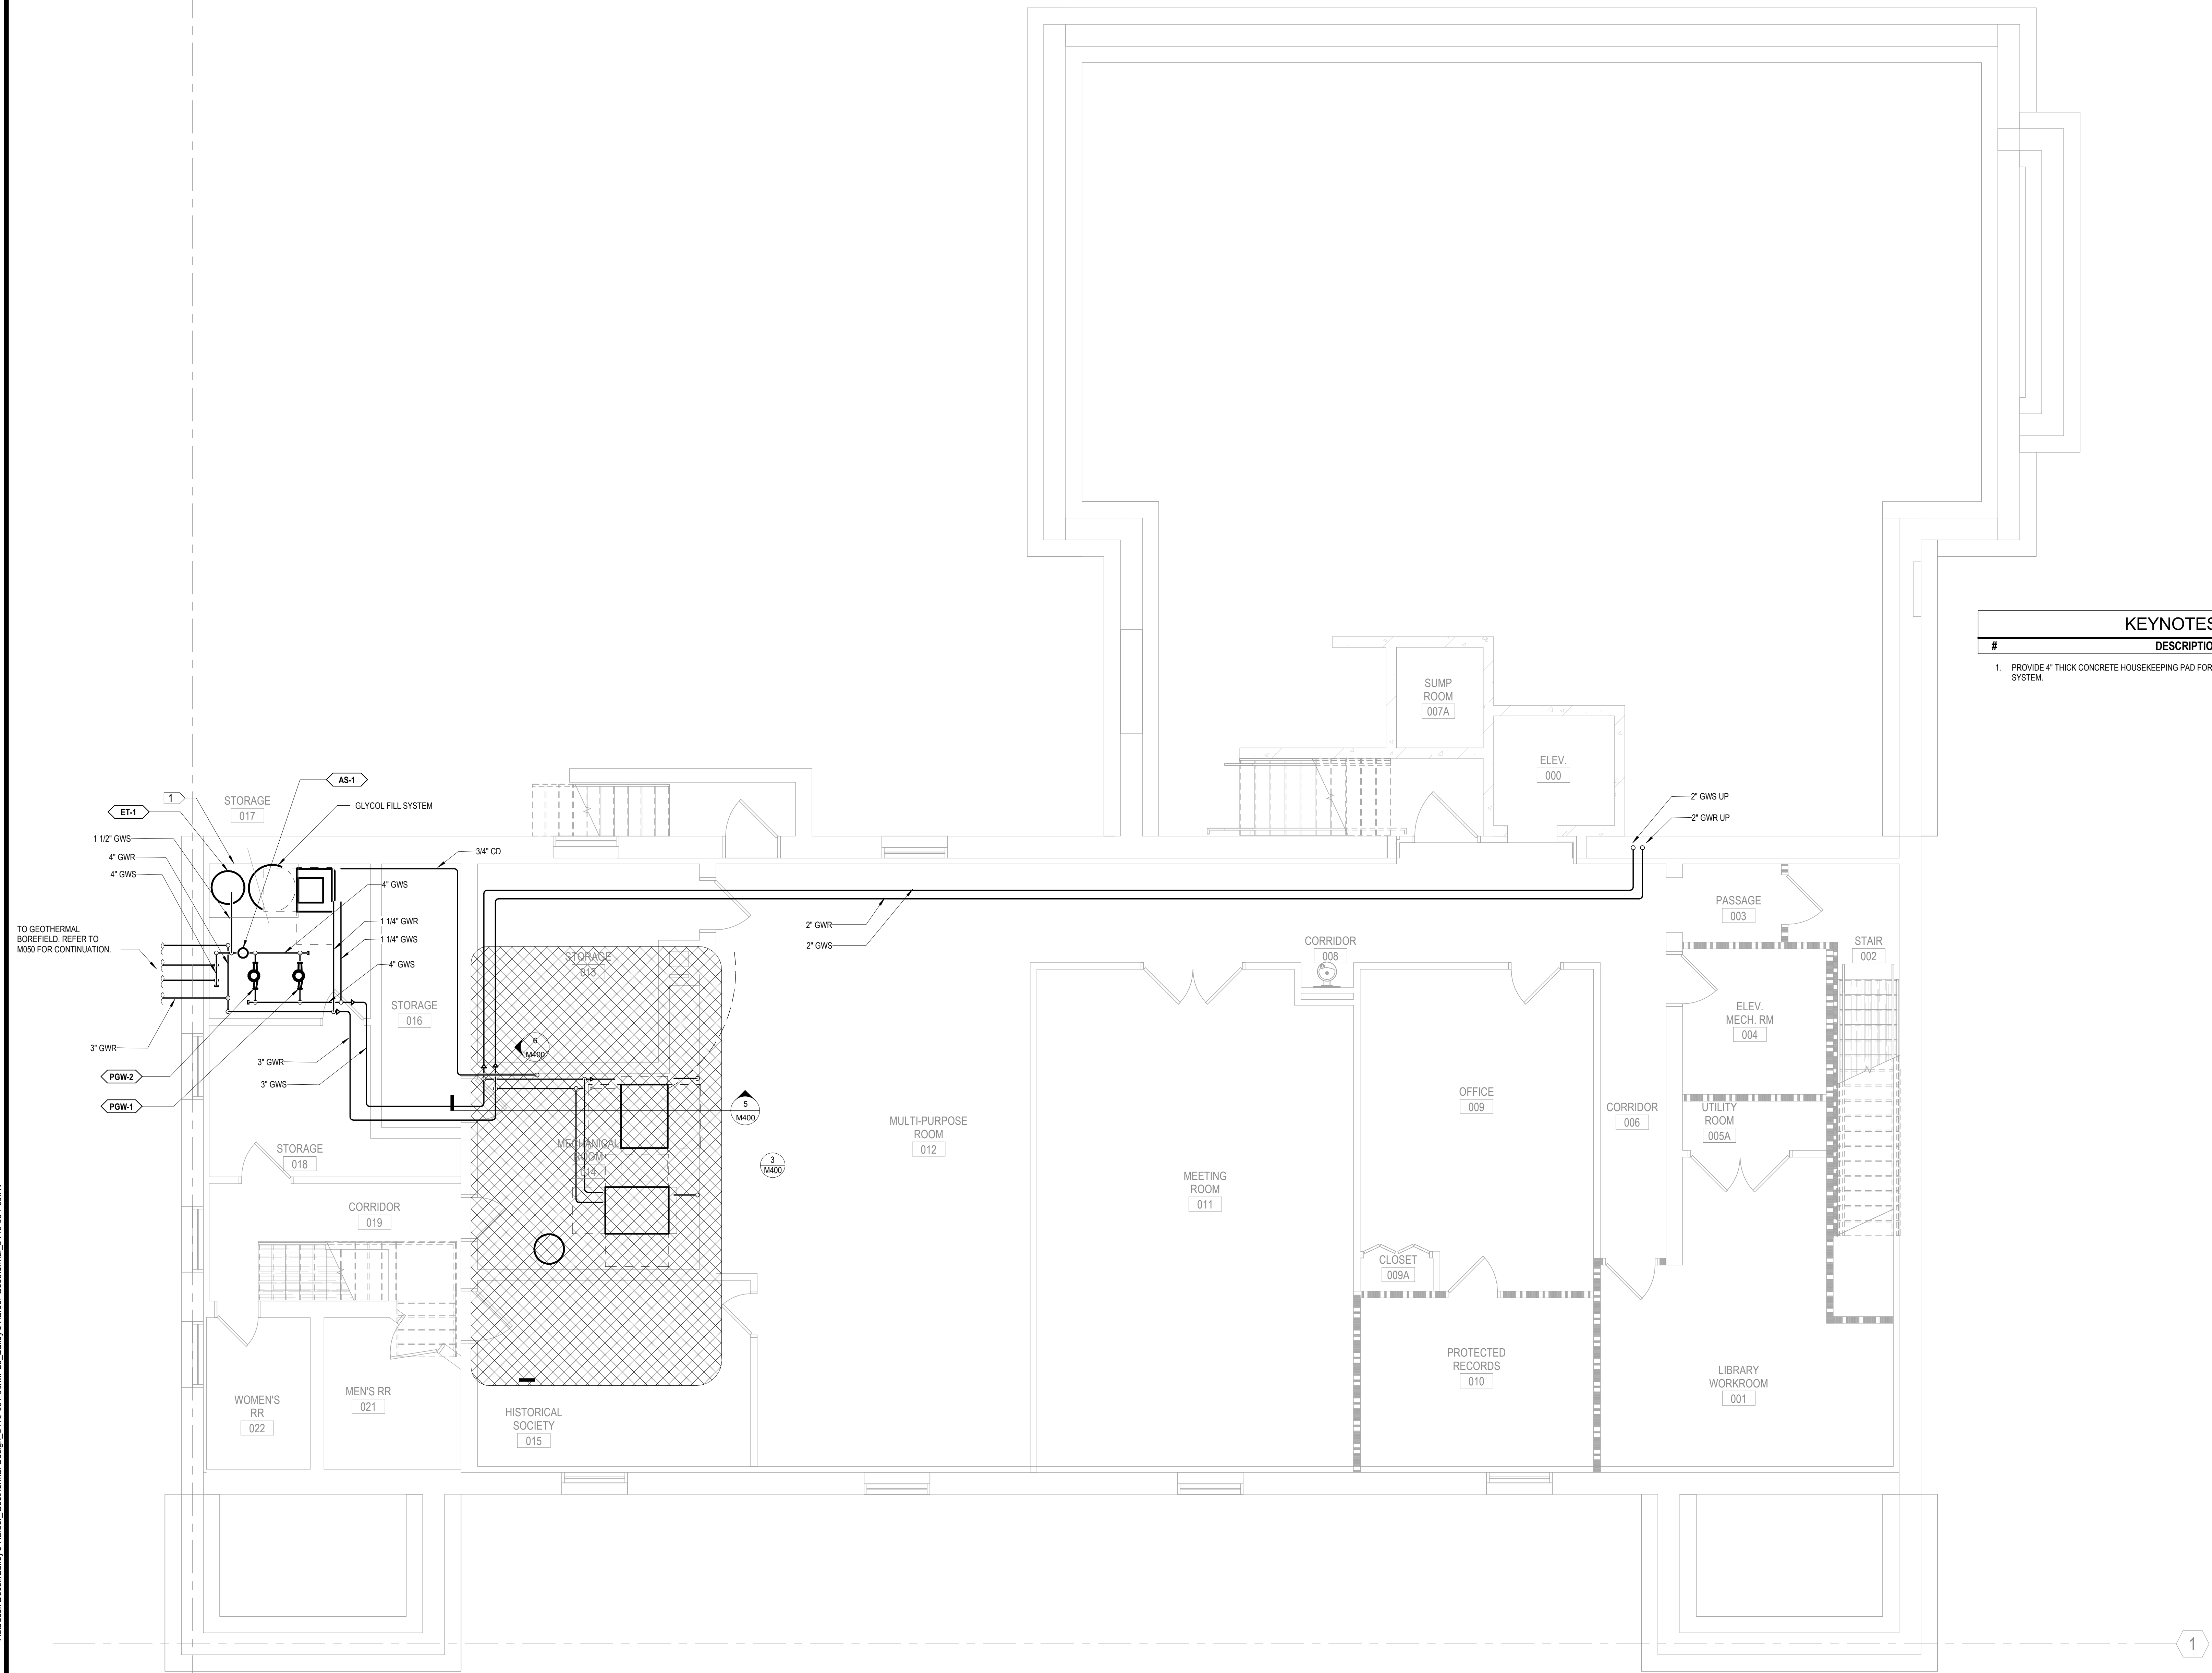 KEYNOTES
#
DESCRIPTIO
1. PROVIDE 4" THICK CONCRETE HOUSEKEEPING PAD FOR
SYSTEM.
SUMP
ROOM
007A
ELEV.
000
AS-1
1
STORAGE
017
GLYCOL FILL SYSTEM
ET-1
2" GWS UP
2" GWR UP
1 1/2" GWS
4" GWR
4" GWS
3/4" CD
4" GWS
1 1/4" GWR
1 1/4" GWS
4" GWS
TO GEOTHERMAL
BOREFIELD. REFER TO
M050 FOR CONTINUATION.
2" GWR
2" GWS
PASSAGE
003
CORRIDOR
008
STAIR
002
STORAGE
013
STORAGE
016
ELEV.
MECH. RM
004
3" GWR
PGW-2
PGW-1
3" GWR
3" GWS
6
M400
5
M400
3
M400
MULTI-PURPOSE
ROOM
012
OFFICE
009
CORRIDOR
006
UTILITY
ROOM
005A
STORAGE
018
MECHANICAL
ROOM
014
MEETING
ROOM
011
CORRIDOR
019
CLOSET
009A
PROTECTED
RECORDS
010
LIBRARY
WORKROOM
001
WOMEN'S
RR
022
MEN'S RR
021
HISTORICAL
SOCIETY
015
1